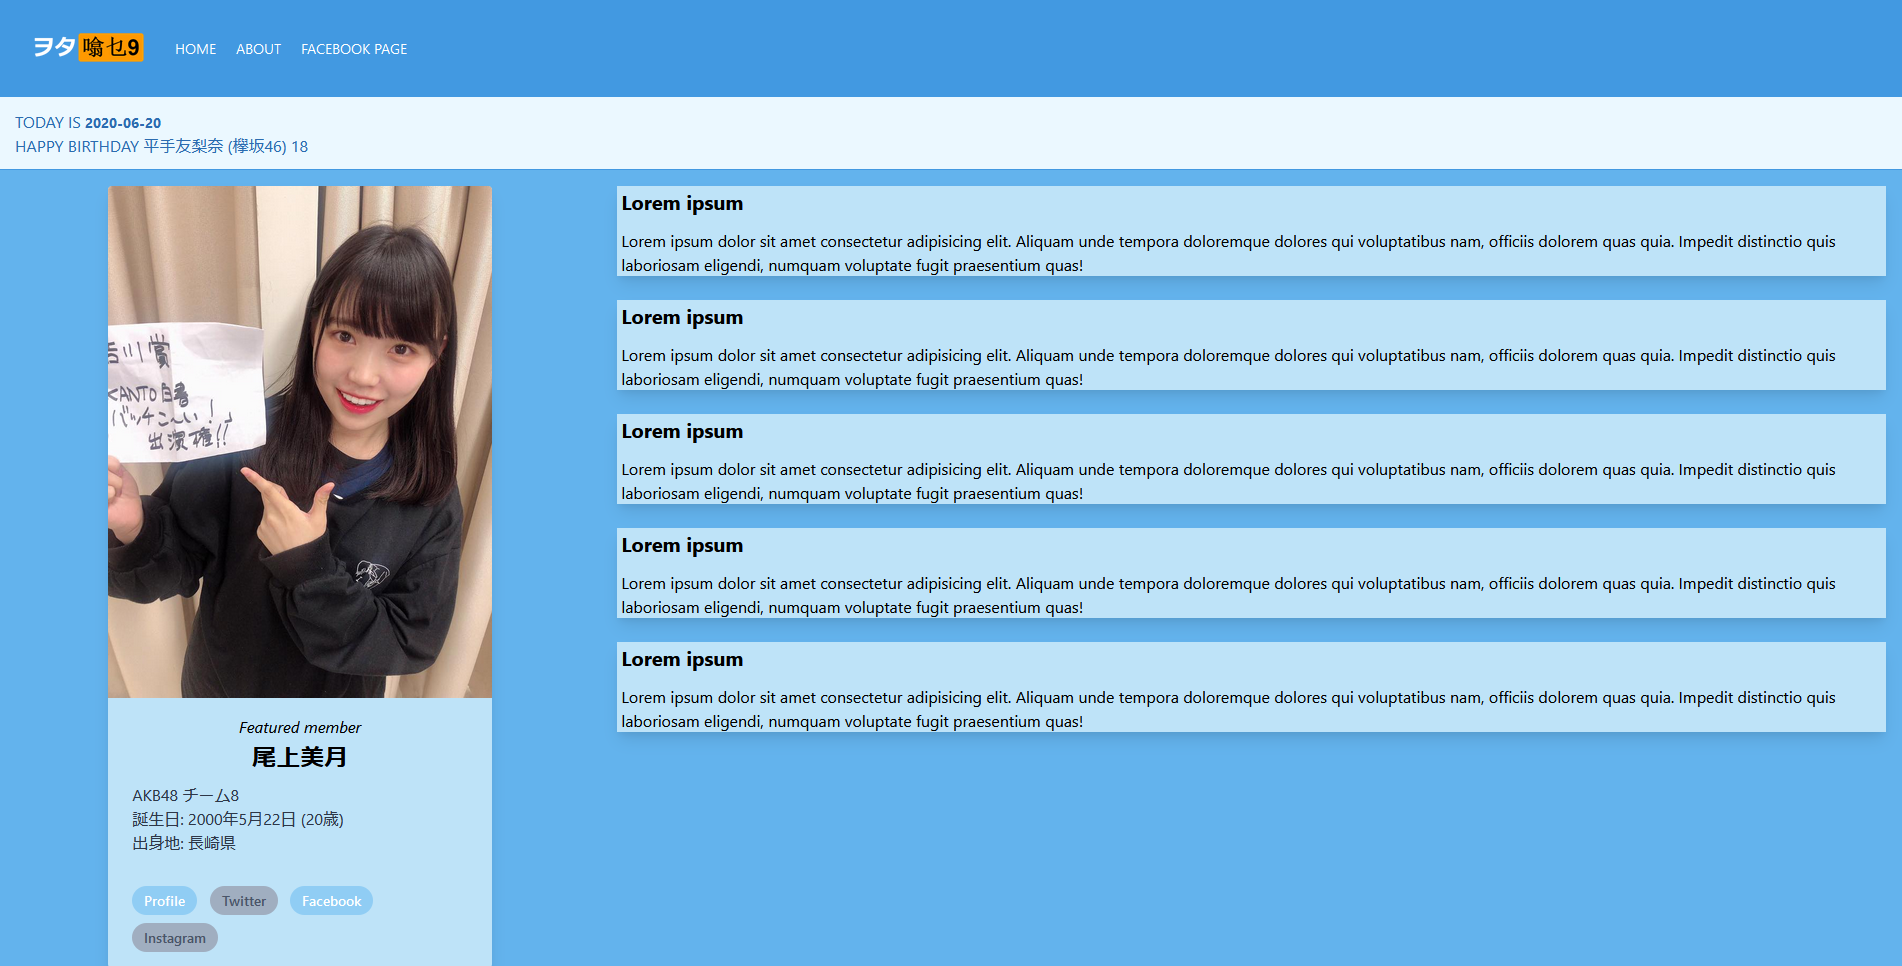 ヲタ 噏乜9
HOME ABOUT FACEBOOK PAGE
TODAY IS 2020-06-20
HAPPY BIRTHDAY 平手友梨奈 (欅坂46) 18
川賞
KANTO白書
バッチこーい!」
出演権!!
Featured member
尾上美月
AKB48 チーム8
誕生日: 2000年5月22日 (20歳)
出身地: 長崎県
Profile Twitter Facebook
Instagram
Lorem ipsum
Lorem ipsum dolor sit amet consectetur adipisicing elit. Aliquam unde tempora doloremque dolores qui voluptatibus nam, officiis dolorem quas quia. Impedit distinctio quis
laboriosam eligendi, numquam voluptate fugit praesentium quas!
Lorem ipsum
Lorem ipsum dolor sit amet consectetur adipisicing elit. Aliquam unde tempora doloremque dolores qui voluptatibus nam, officiis dolorem quas quia. Impedit distinctio quis
laboriosam eligendi, numquam voluptate fugit praesentium quas!
Lorem ipsum
Lorem ipsum dolor sit amet consectetur adipisicing elit. Aliquam unde tempora doloremque dolores qui voluptatibus nam, officiis dolorem quas quia. Impedit distinctio quis
laboriosam eligendi, numquam voluptate fugit praesentium quas!
Lorem ipsum
Lorem ipsum dolor sit amet consectetur adipisicing elit. Aliquam unde tempora doloremque dolores qui voluptatibus nam, officiis dolorem quas quia. Impedit distinctio quis
laboriosam eligendi, numquam voluptate fugit praesentium quas!
Lorem ipsum
Lorem ipsum dolor sit amet consectetur adipisicing elit. Aliquam unde tempora doloremque dolores qui voluptatibus nam, officiis dolorem quas quia. Impedit distinctio quis
laboriosam eligendi, numquam voluptate fugit praesentium quas!